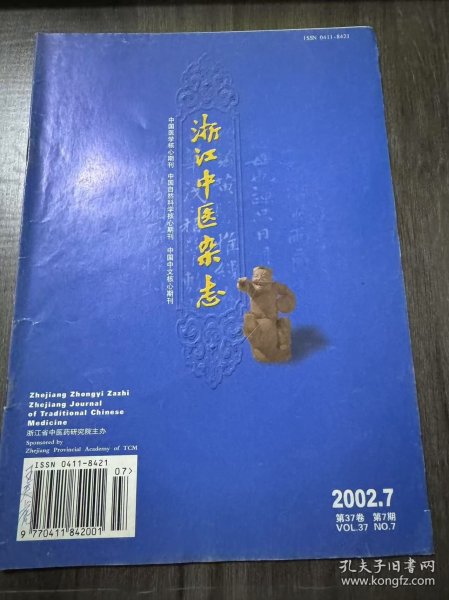 ISSN 0411-8421
浙江中医杂志
中国医学核心期刊 中国自然科学核心期刊 中国中文核心期刊
Zhejiang Zhongyi Zazhi
Zhejiang Journal
of Traditional Chinese
Medicine
浙江省中医药研究院主办
Sponsored by
Zhejiang Provincial Academy of TCM
ISSN 0411-8421
07>
9 770411 842001
2002.7
第37卷 第7期
VOL.37 NO.7
孔夫子旧书网
www.kongfz.com